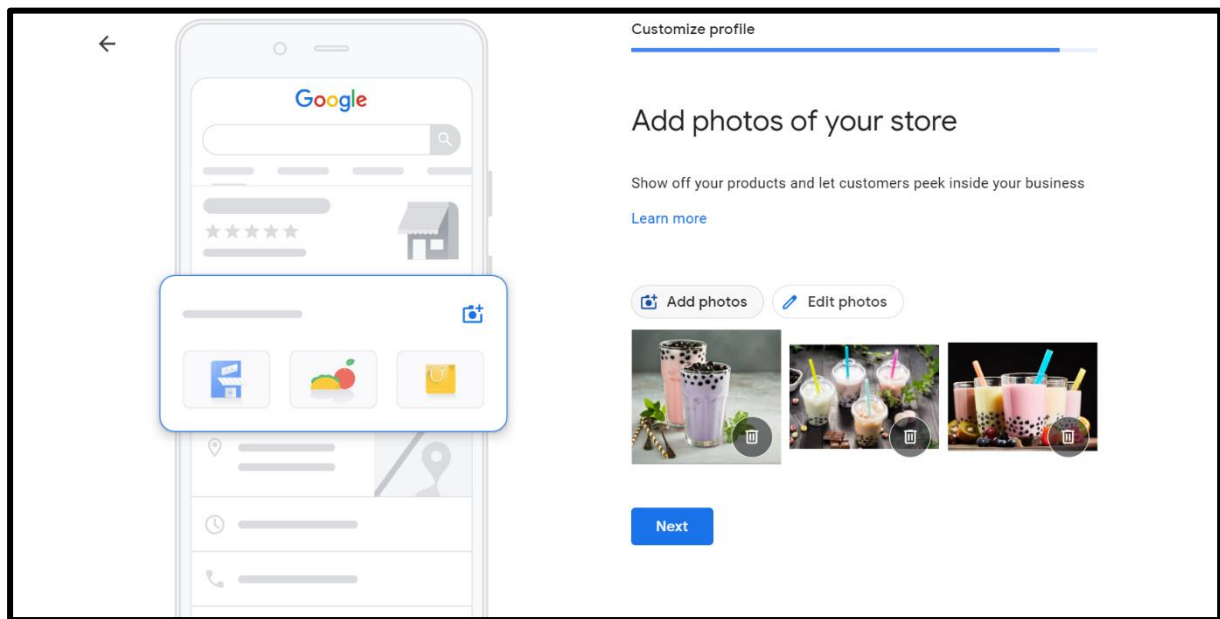 Customize profile
Google
Add photos of your store
Show off your products and let customers peek inside your business
Learn more
Add photos
Edit photos
Next